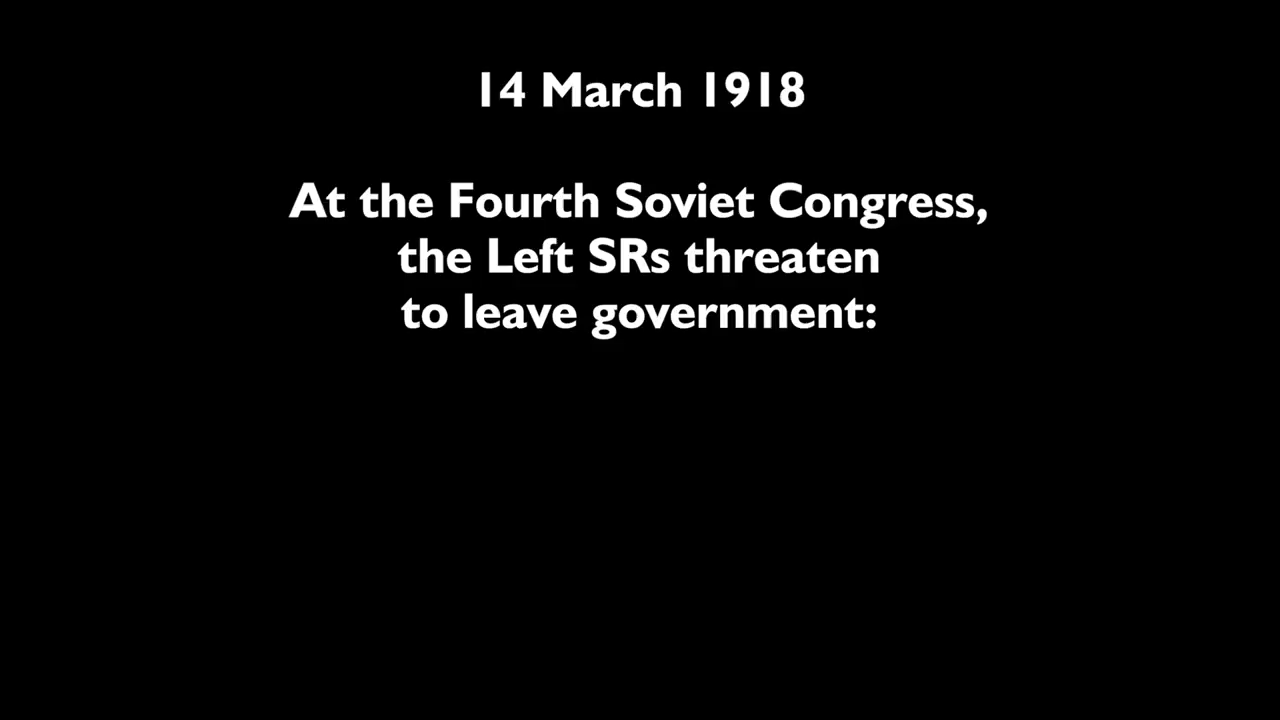 14 March 1918
At the Fourth Soviet Congress,
the Left SRs threaten
to leave government: